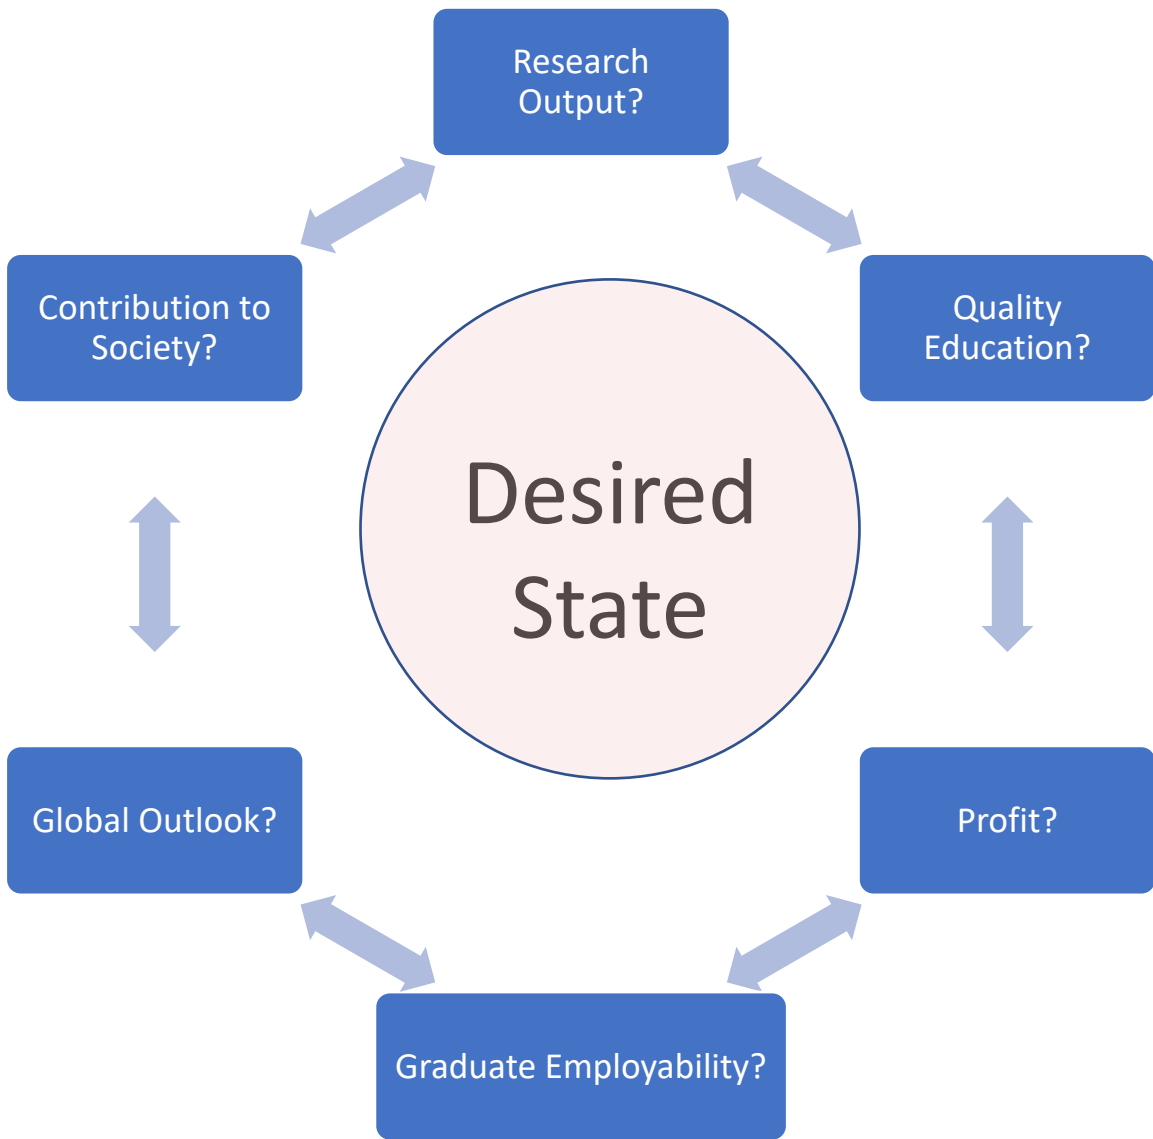 Research
Output?
Contribution to
Society?
Quality
Education?
Desired
State
Global Outlook?
Profit?
Graduate Employability?